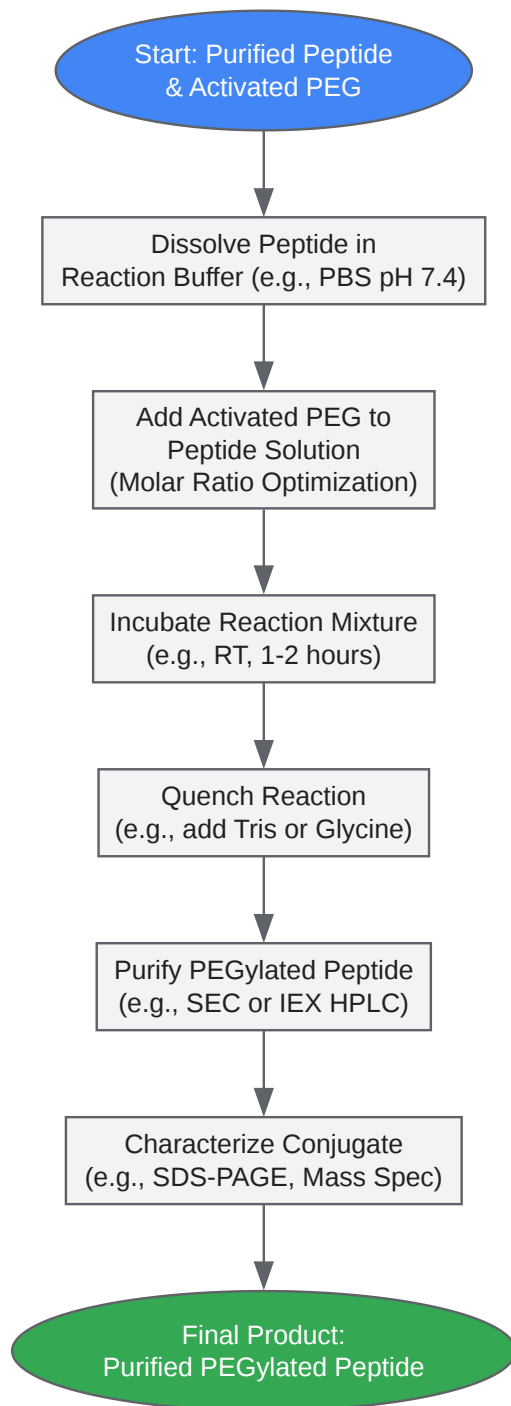 Start: Purified Peptide
& Activated PEG
Dissolve Peptide in
Reaction Buffer (e.g., PBS pH 7.4)
Add Activated PEG to
Peptide Solution
(Molar Ratio Optimization)
Incubate Reaction Mixture
(e.g., RT, 1-2 hours)
Quench Reaction
(e.g., add Tris or Glycine)
Purify PEGylated Peptide
(e.g., SEC or IEX HPLC)
Characterize Conjugate
(e.g., SDS-PAGE, Mass Spec)
Final Product:
Purified PEGylated Peptide